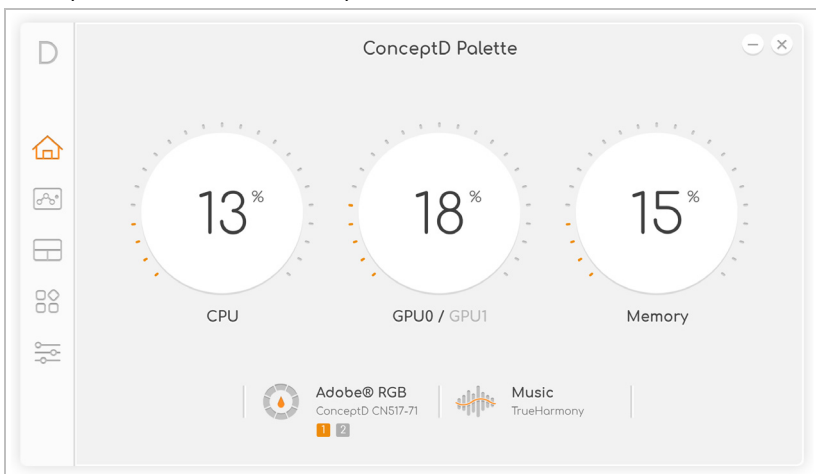 D
ConceptD Palette
13%
18%
15%
CPU
GPU0 / GPU1
Memory
Adobe® RGB
ConceptD CN517-71
1 2
Music
TrueHarmony